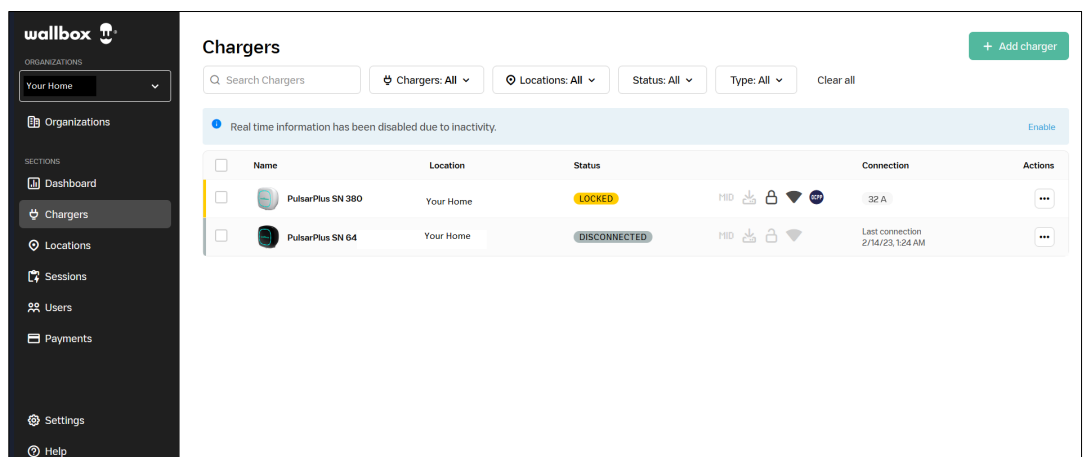 wallbox
ORGANIZATIONS
Your Home
Organizations
SECTIONS
Dashboard
Chargers
Locations
Sessions
Users
Payments
Settings
Help
Chargers
+ Add charger
Search Chargers
Chargers: All
Locations: All
Status: All
Type: All
Clear all
Real time information has been disabled due to inactivity.
Enable
Name Location Status Connection Actions
PulsarPlus SN 380 Your Home LOCKED MID OCPP 32 A
PulsarPlus SN 64 Your Home DISCONNECTED MID Last connection
2/14/23, 1:24 AM